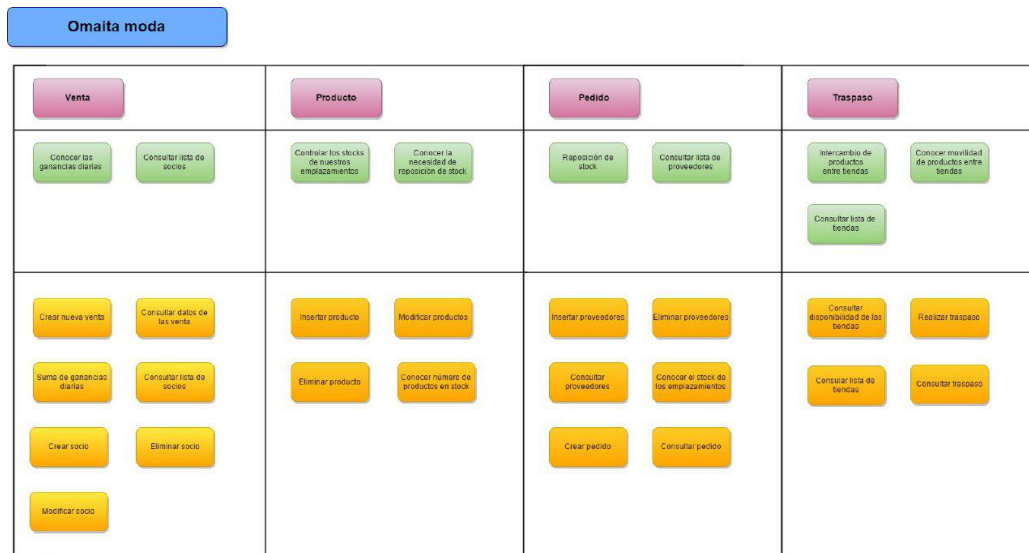 Omaita moda
Venta
Producto
Pedido
Traspaso
Conocer las
ganancias diarias
Consultar lista de
socios
Controlar los stocks
de nuestros
emplazamientos
Conocer la
necesidad de
reposición de stock
Reposición de
stock
Consultar lista de
proveedores
Intercambio de
productos
entre tiendas
Conocer movilidad
de productos entre
tiendas
Consultar lista de
tiendas
Crear nueva venta
Consultar datos de
las venta
Insertar producto
Modificar productos
Insertar proveedores
Eliminar proveedores
Consultar
disponibilidad de las
tiendas
Realizar traspaso
Suma de ganancias
diarias
Consultar lista de
socios
Eliminar producto
Conocer número de
productos en stock
Consultar
proveedores
Conocer el stock de
los emprazamientos
Consular lista de
tiendas
Consultar traspaso
Crear socio
Eliminar socio
Crear pedido
Consultar pedido
Modificar socio